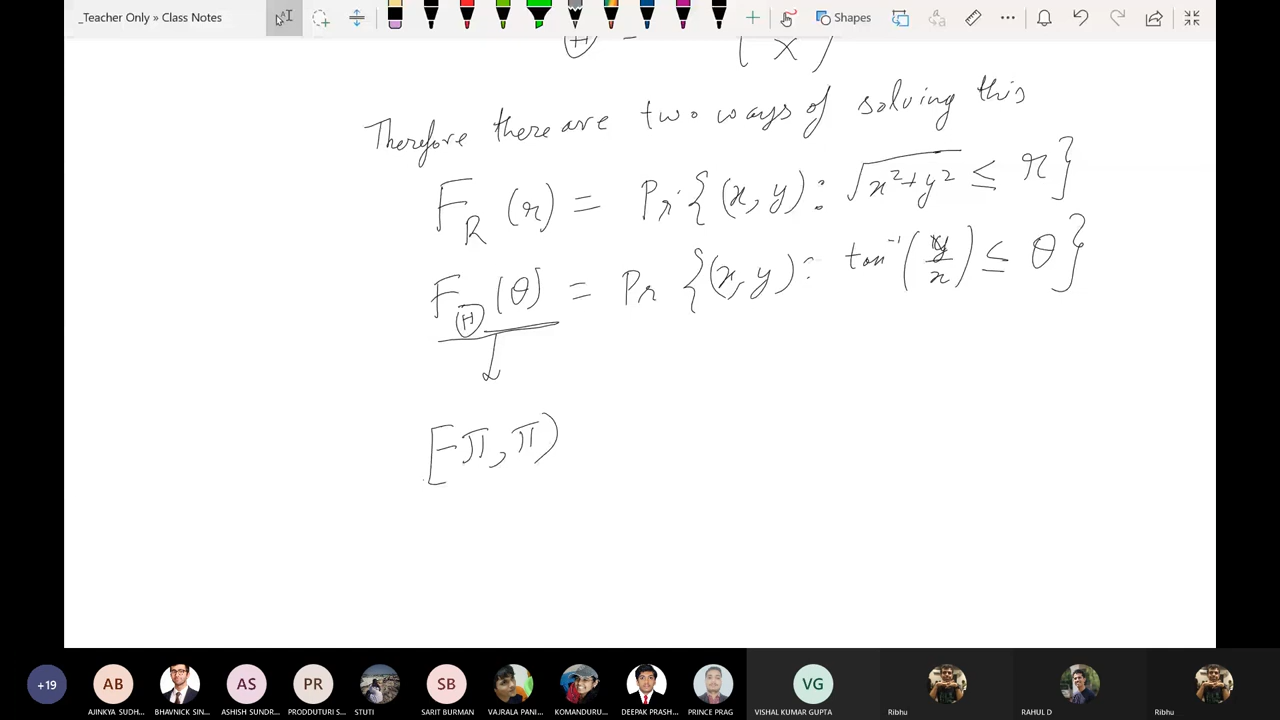 _Teacher Only » Class Notes
Shapes
Ⓗ = ( X )
Therefore there are two ways of solving this
F_R (r) = Pr {(x, y) : √x²+y² ≤ r}
F_Ⓗ (θ) = Pr {(x, y) : tan⁻¹(y/x) ≤ θ}
[-π, π)
+19
AB
AS
PR
SB
VG
AJINKYA SUDH...
BHAVNICK SIN...
ASHISH SUNDR...
PRODDUTURI S...
STUTI
SARIT BURMAN
VAJRALA PANI...
KOMANDURU...
DEEPAK PRASH...
PRINCE PRAG
VISHAL KUMAR GUPTA
Ribhu
RAHUL D
Ribhu